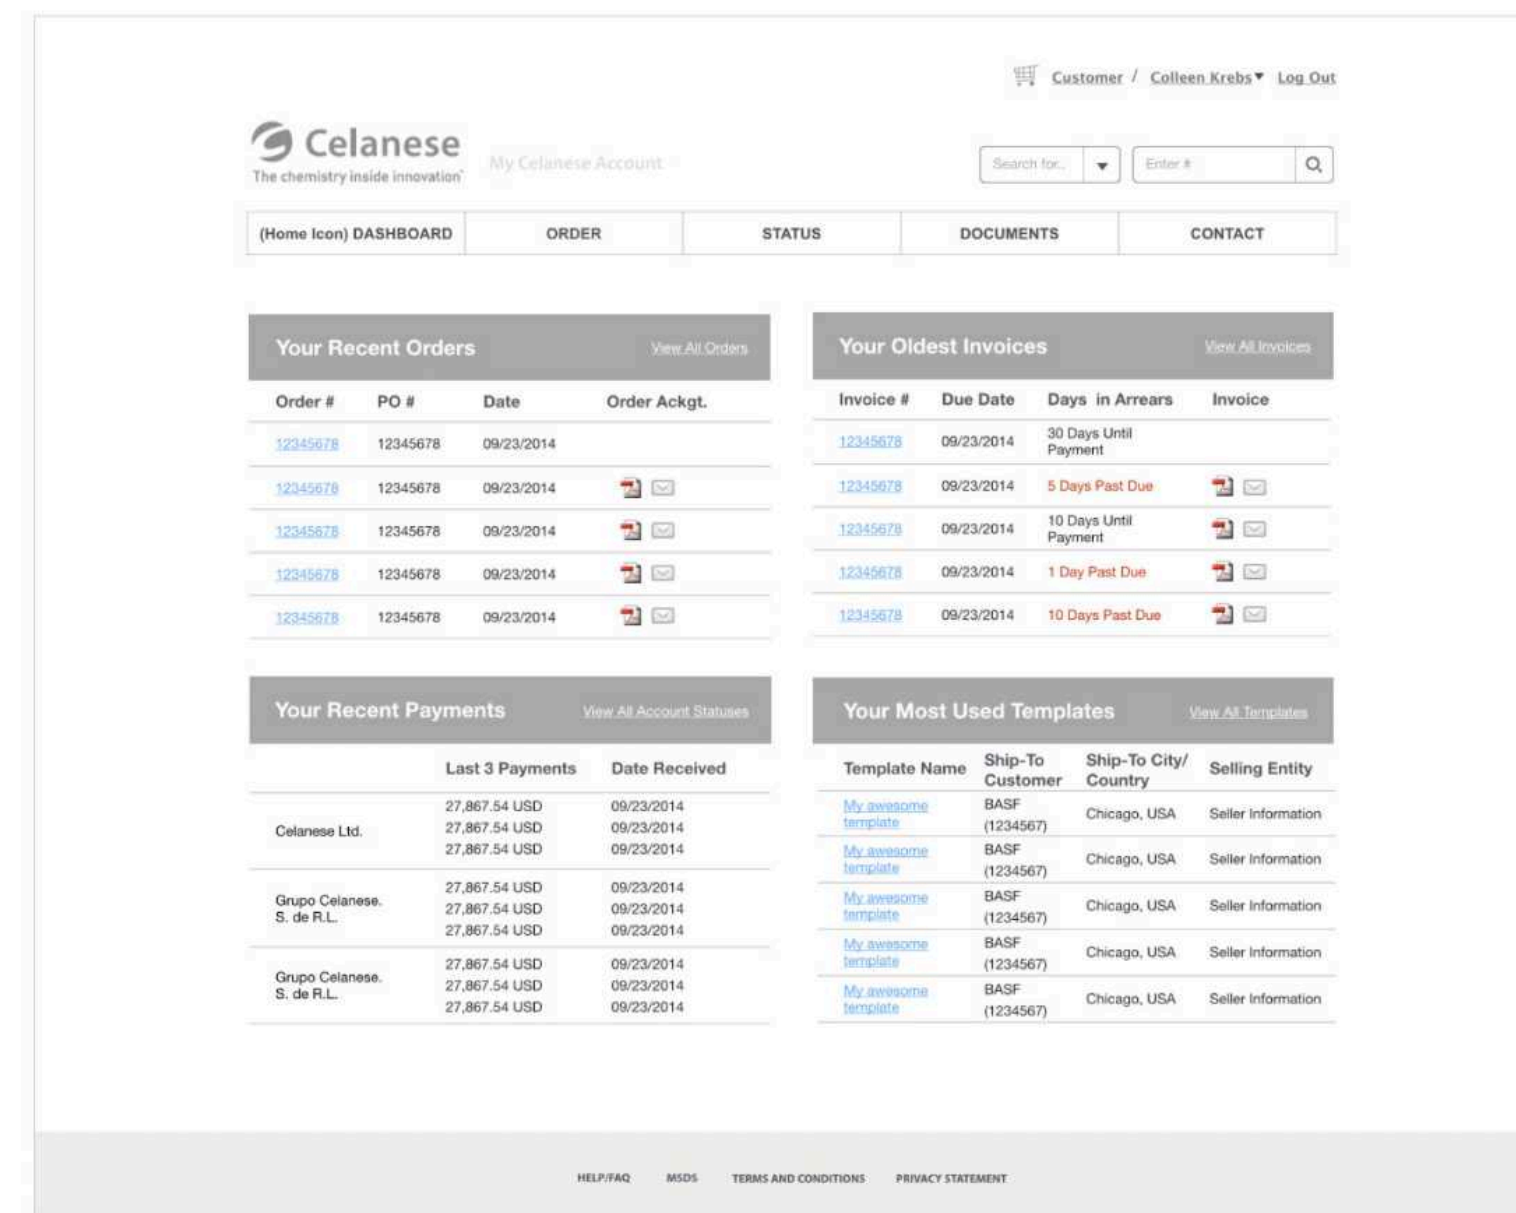 Customer / Colleen Krebs Log Out
Celanese
The chemistry inside innovation
My Celanese Account
Search for...
Enter #
(Home Icon) DASHBOARD ORDER STATUS DOCUMENTS CONTACT
Your Recent Orders View All Orders
Order # PO # Date Order Ackgt.
12345678 12345678 09/23/2014
12345678 12345678 09/23/2014
12345678 12345678 09/23/2014
12345678 12345678 09/23/2014
12345678 12345678 09/23/2014
Your Oldest Invoices View All Invoices
Invoice # Due Date Days in Arrears Invoice
12345678 09/23/2014 30 Days Until
Payment
12345678 09/23/2014 5 Days Past Due
12345678 09/23/2014 10 Days Until
Payment
12345678 09/23/2014 1 Day Past Due
12345678 09/23/2014 10 Days Past Due
Your Recent Payments View All Account Statuses
Last 3 Payments Date Received
Celanese Ltd.
27,867.54 USD 09/23/2014
27,867.54 USD 09/23/2014
27,867.54 USD 09/23/2014
Grupo Celanese.
S. de R.L.
27,867.54 USD 09/23/2014
27,867.54 USD 09/23/2014
27,867.54 USD 09/23/2014
Grupo Celanese.
S. de R.L.
27,867.54 USD 09/23/2014
27,867.54 USD 09/23/2014
27,867.54 USD 09/23/2014
Your Most Used Templates View All Templates
Template Name Ship-To
Customer Ship-To City/
Country Selling Entity
My awesome
template BASF
(1234567) Chicago, USA Seller Information
My awesome
template BASF
(1234567) Chicago, USA Seller Information
My awesome
template BASF
(1234567) Chicago, USA Seller Information
My awesome
template BASF
(1234567) Chicago, USA Seller Information
My awesome
template BASF
(1234567) Chicago, USA Seller Information
HELP/FAQ MSDS TERMS AND CONDITIONS PRIVACY STATEMENT